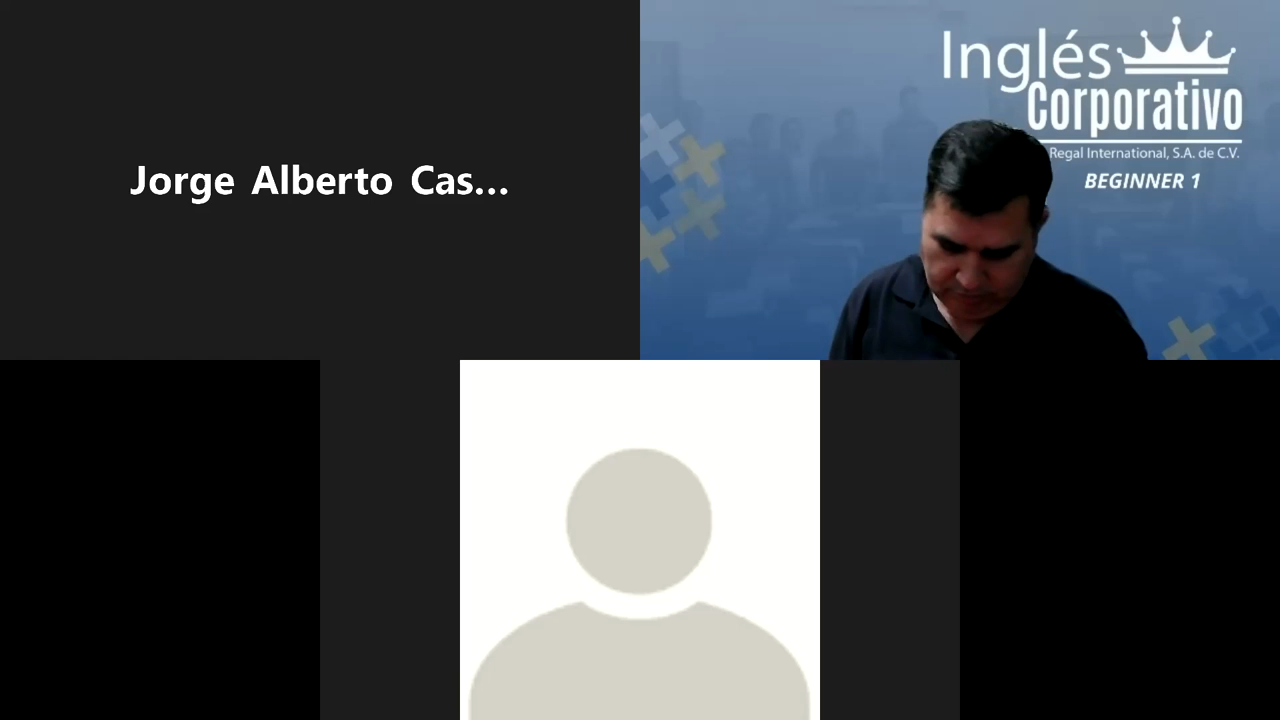 Jorge Alberto Cas...
Inglés
Corporativo
Regal International, S.A. de C.V.
BEGINNER 1